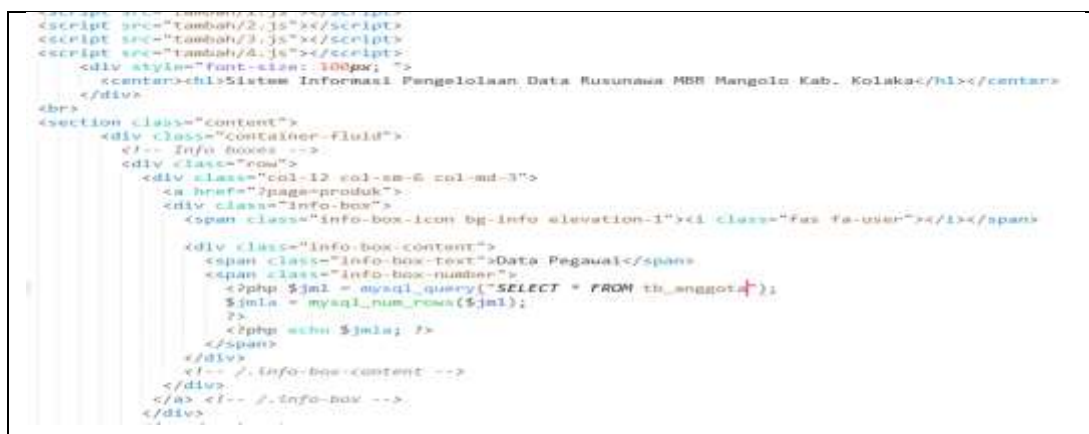 <script src="tambah/1.js"></script>
<script src="tambah/2.js"></script>
<script src="tambah/3.js"></script>
<script src="tambah/4.js"></script>
<div style="font-size: 100px; ">
<center><h1>Sistem Informasi Pengelolaan Data Rusunawa MBR Mangolo Kab. Kolaka</h1></center>
</div>
<br>
<section class="content">
<div class="container-fluid">
<!-- Info boxes -->
<div class="row">
<div class="col-12 col-sm-6 col-md-3">
<a href="?page=produk">
<div class="info-box">
<span class="info-box-icon bg-info elevation-1"><i class="fas fa-user"></i></span>
<div class="info-box-content">
<span class="info-box-text">Data Pegawai</span>
<span class="info-box-number">
<?php $jml = mysql_query("SELECT * FROM tb_anggota");
$jmla = mysql_num_rows($jml);
?>
<?php echo $jmla; ?>
</span>
</div>
<!-- /.info-box-content -->
</div>
</a> <!-- /.info-box -->
</div>